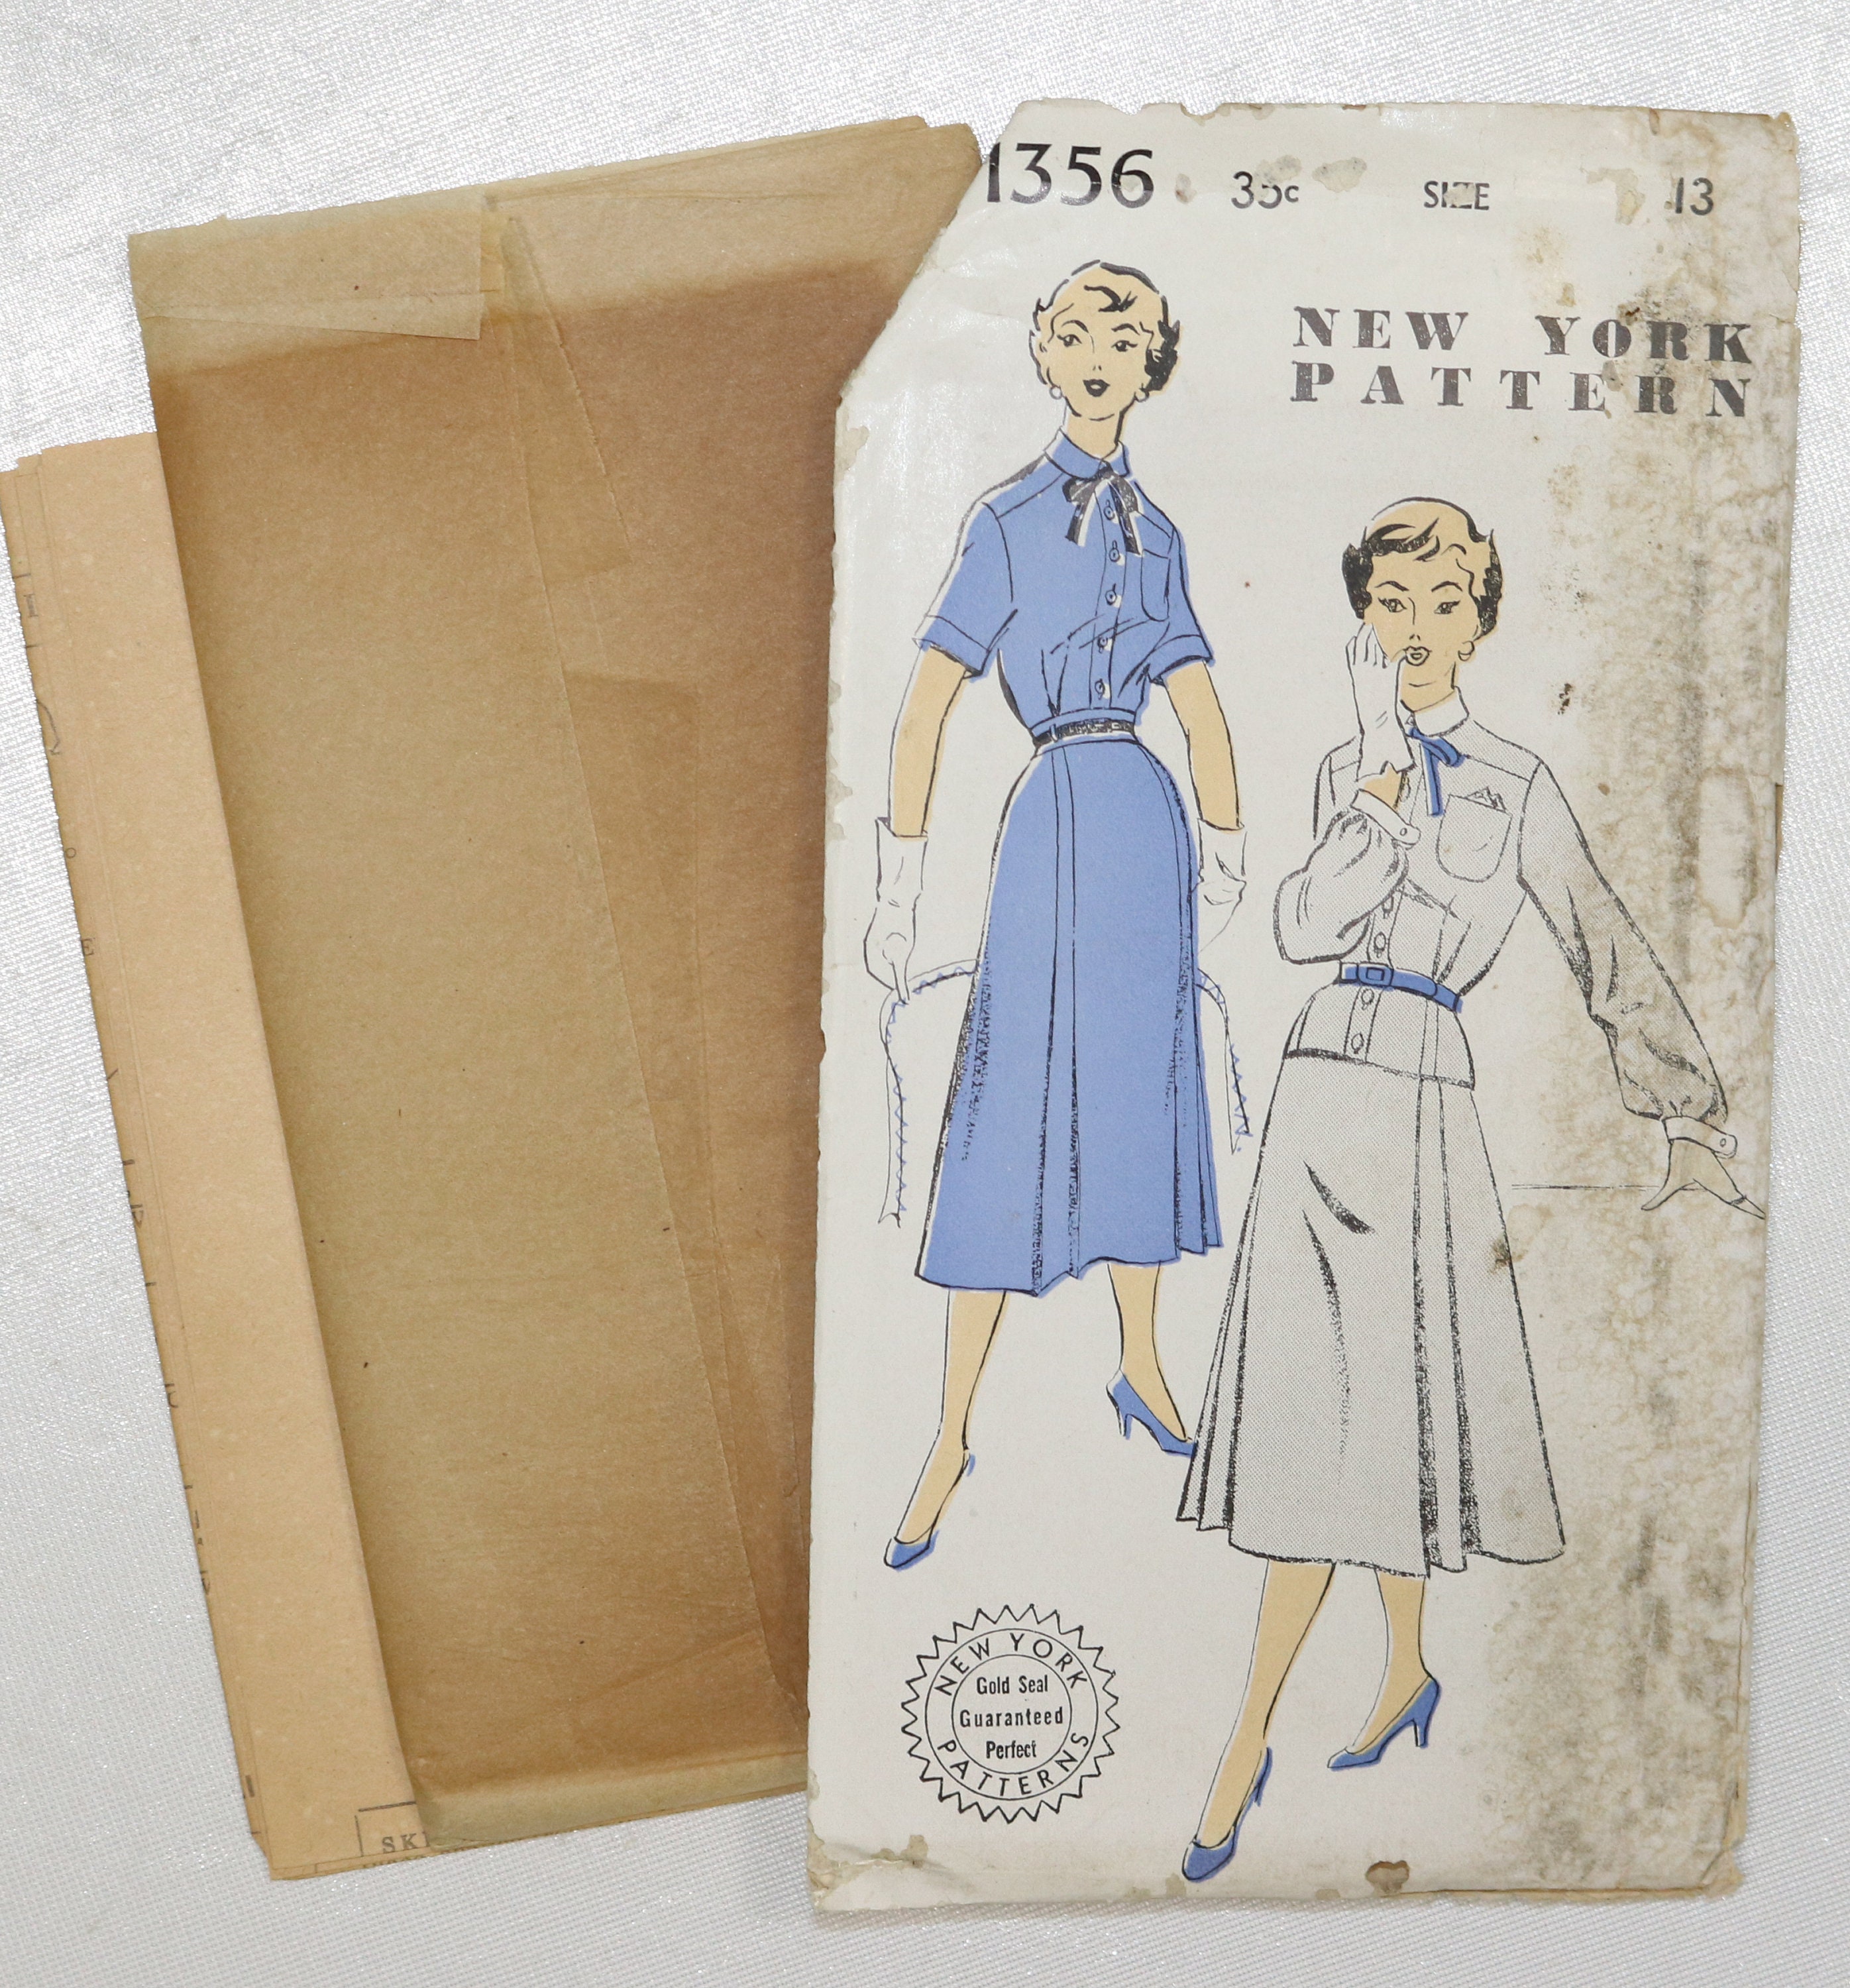 1356 35c SIZE 13
NEW YORK
PATTERN
NEW YORK
Gold Seal
Guaranteed
Perfect
PATTERNS